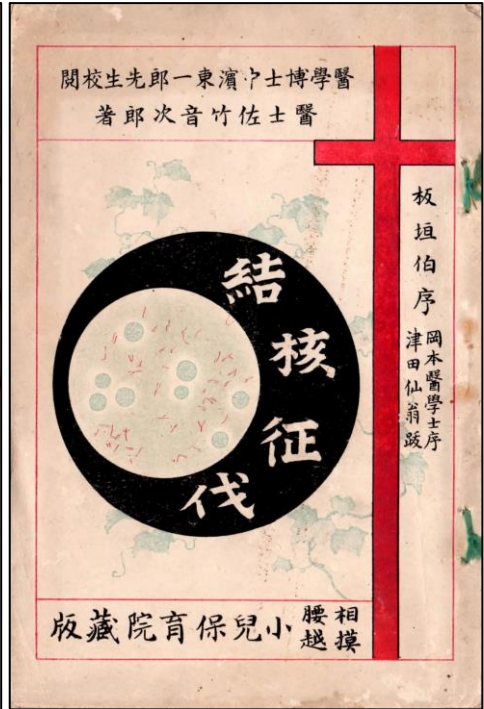 醫學博士中濱東一郎先生校閲
醫士佐竹音次郎著
板垣伯序
岡本醫學士序
津田仙翁跋
結核征伐
相摸
腰越
小兒保育院藏版